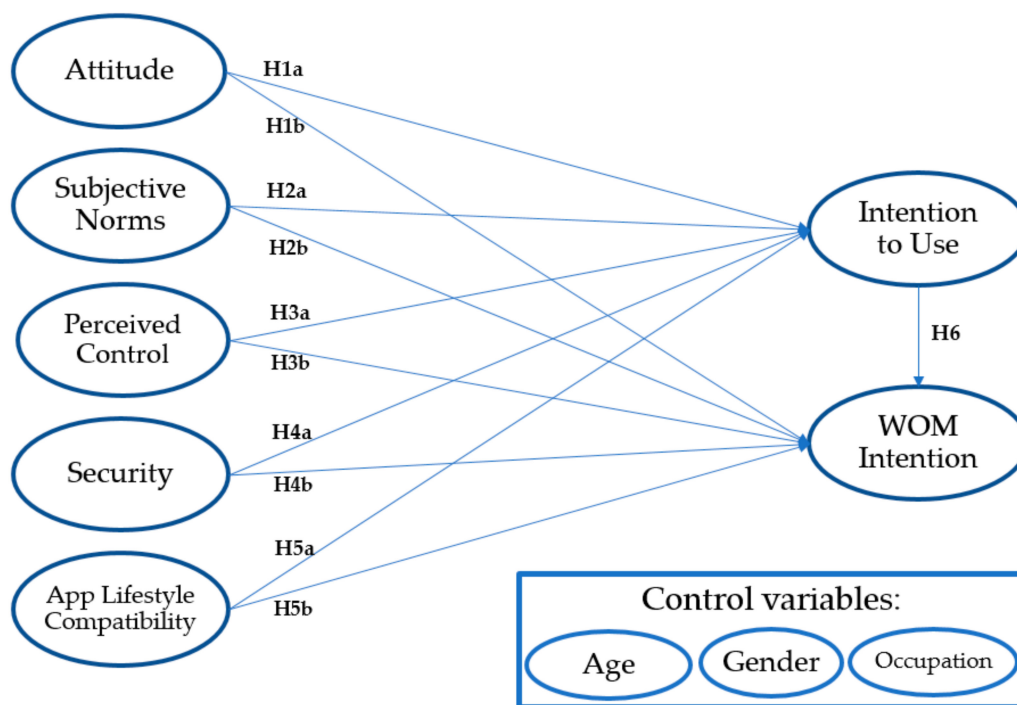 Attitude
H1a
H1b
Subjective
Norms
H2a
H2b
Intention
to Use
Perceived
Control
H3a
H3b
H6
Security
H4a
H4b
WOM
Intention
App Lifestyle
Compatibility
H5a
H5b
Control variables:
Age
Gender
Occupation